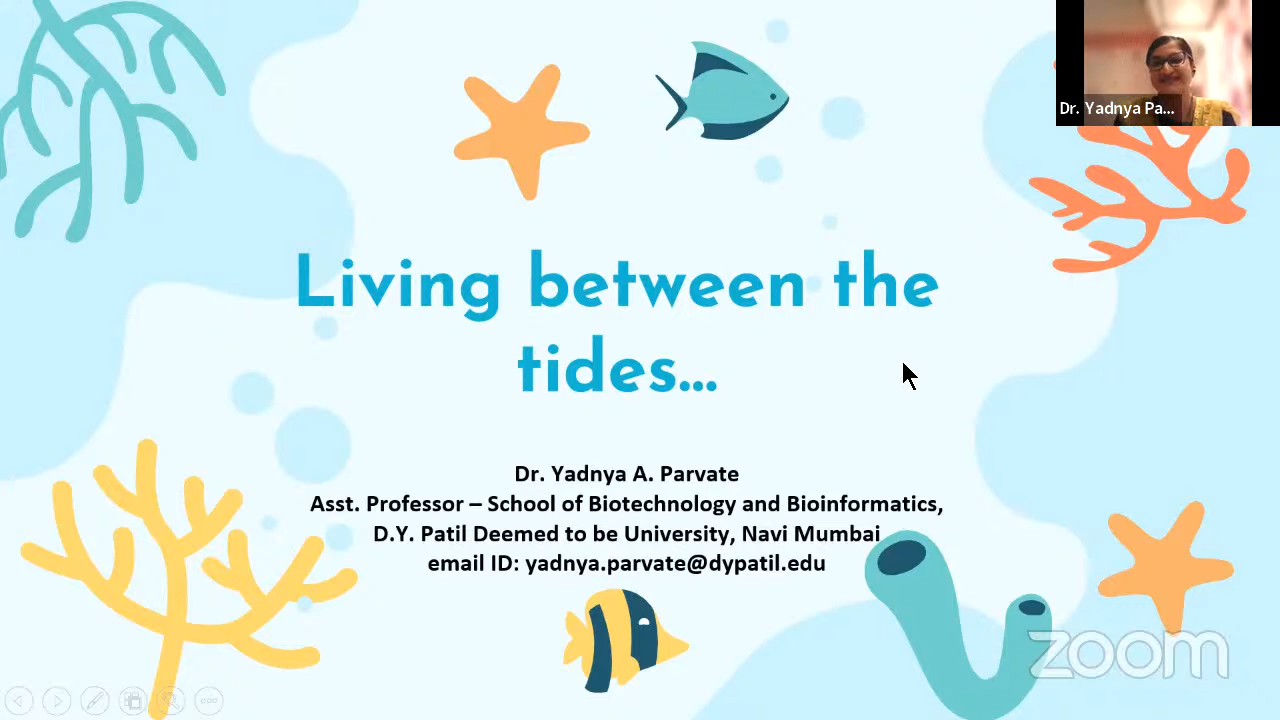 Dr. Yadnya Pa...
Living between the
tides...
Dr. Yadnya A. Parvate
Asst. Professor – School of Biotechnology and Bioinformatics,
D.Y. Patil Deemed to be University, Navi Mumbai
email ID: yadnya.parvate@dypatil.edu
zoom